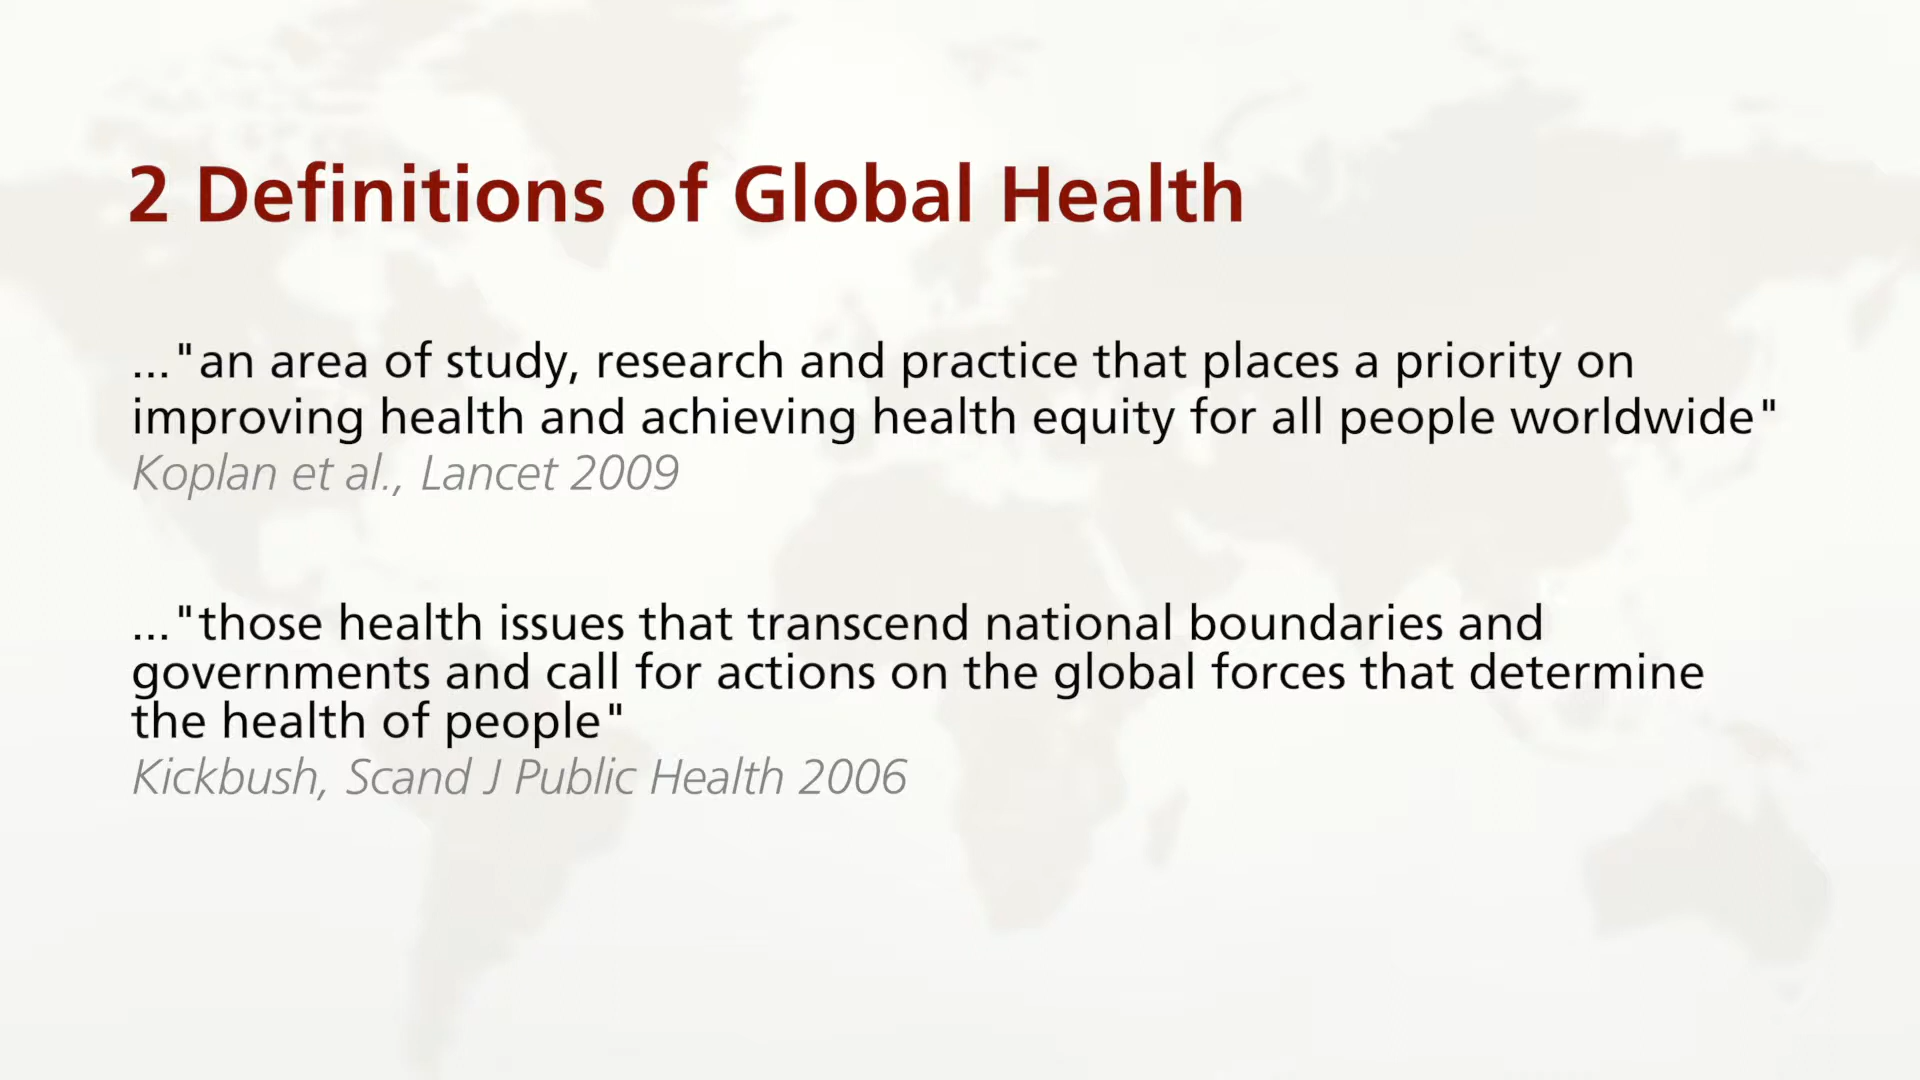 2 Definitions of Global Health
..."an area of study, research and practice that places a priority on
improving health and achieving health equity for all people worldwide"
Koplan et al., Lancet 2009
..."those health issues that transcend national boundaries and
governments and call for actions on the global forces that determine
the health of people"
Kickbush, Scand J Public Health 2006